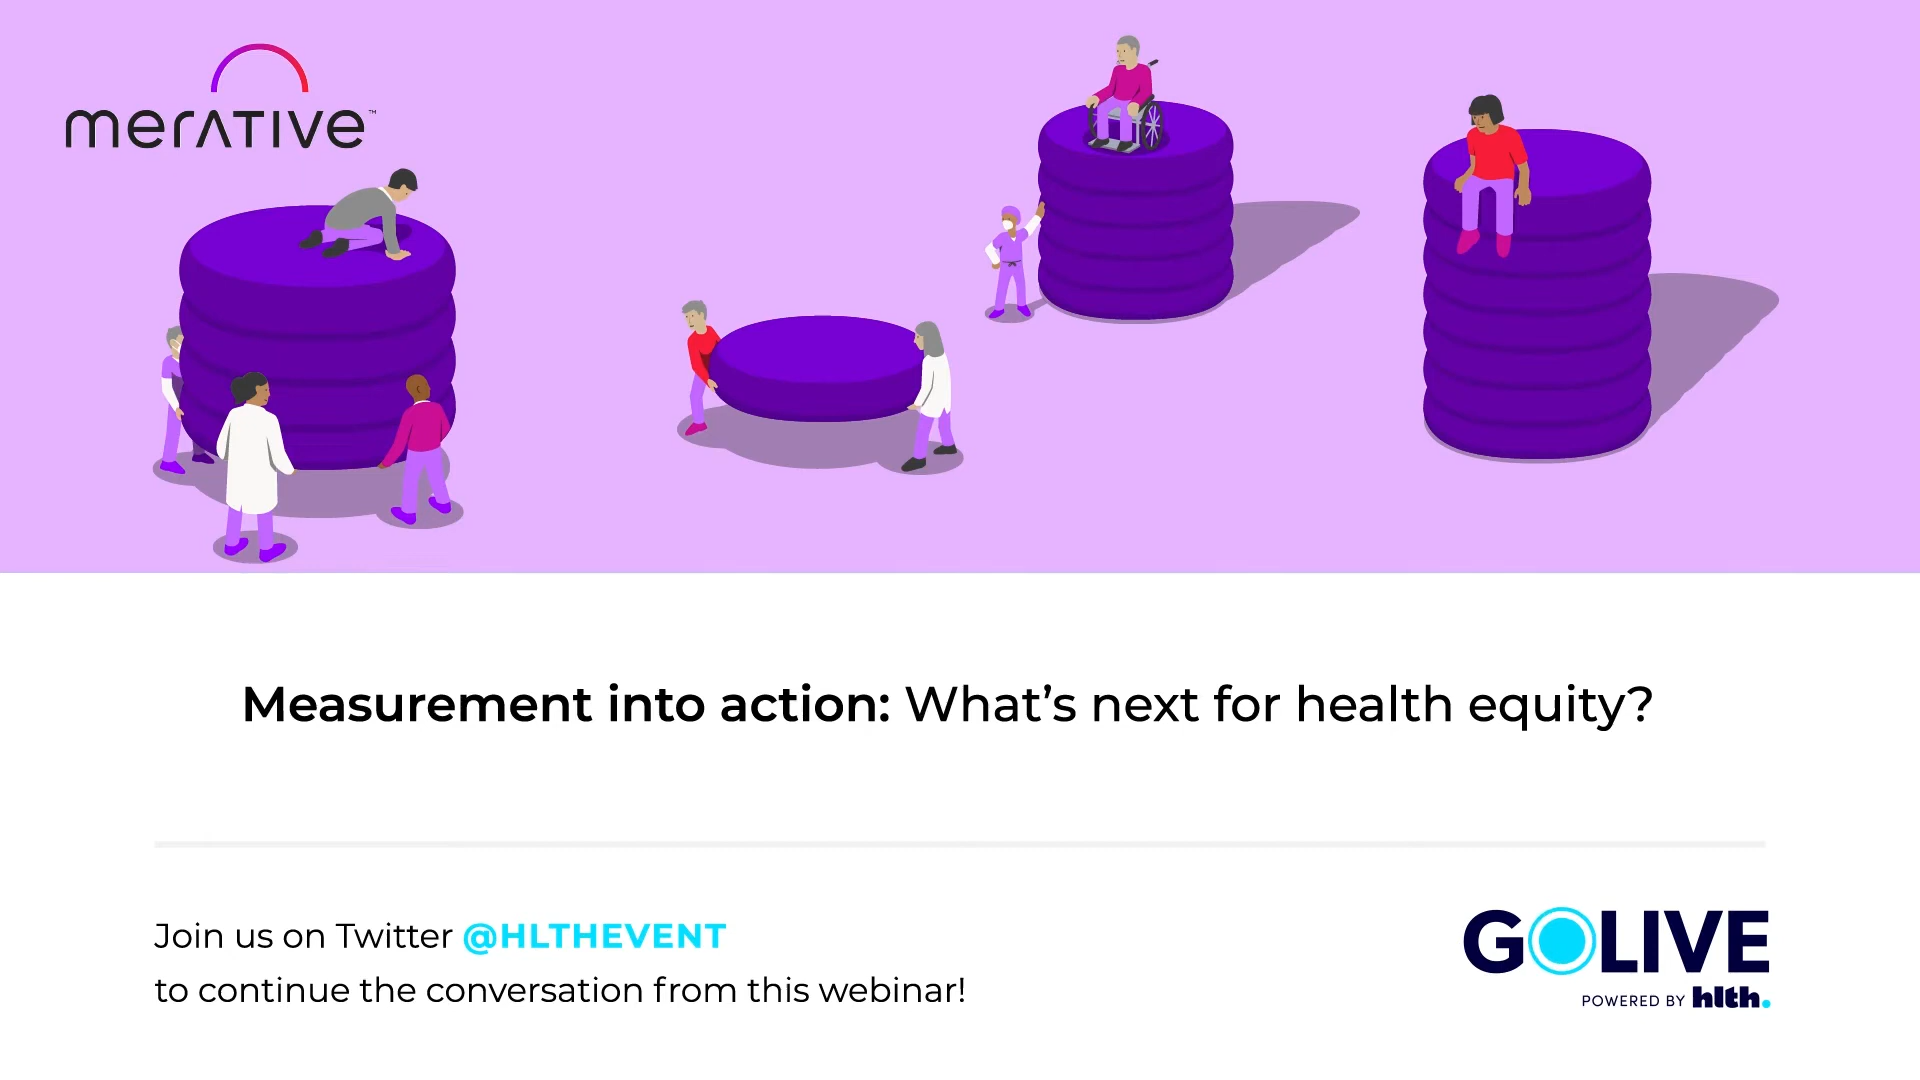 merative™
Measurement into action: What’s next for health equity?
Join us on Twitter @HLTHEVENT
to continue the conversation from this webinar!
GOLIVE
POWERED BY hlth.